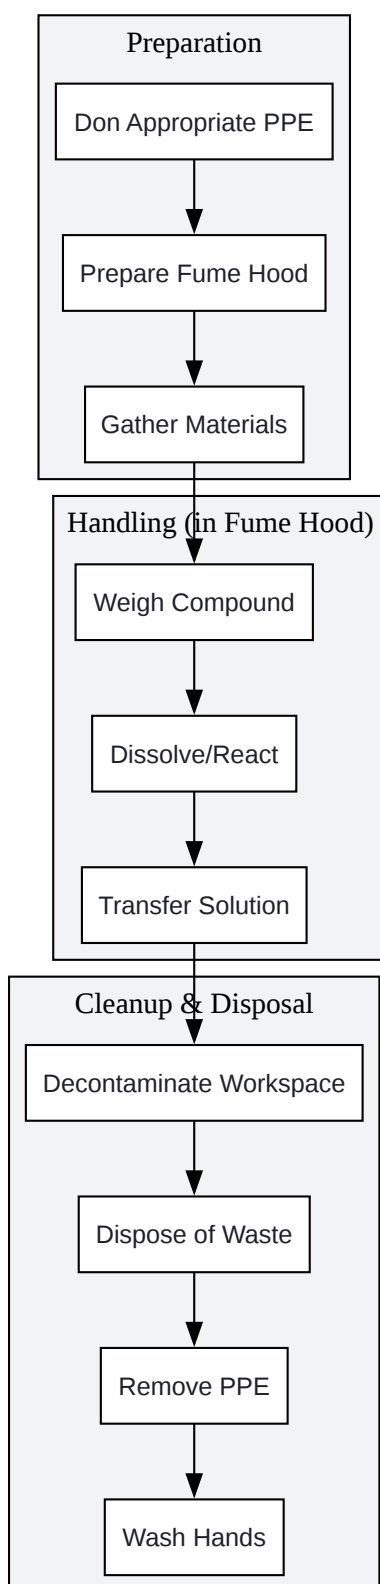 Preparation
Don Appropriate PPE
Prepare Fume Hood
Gather Materials
Handling (in Fume Hood)
Weigh Compound
Dissolve/React
Transfer Solution
Cleanup & Disposal
Decontaminate Workspace
Dispose of Waste
Remove PPE
Wash Hands